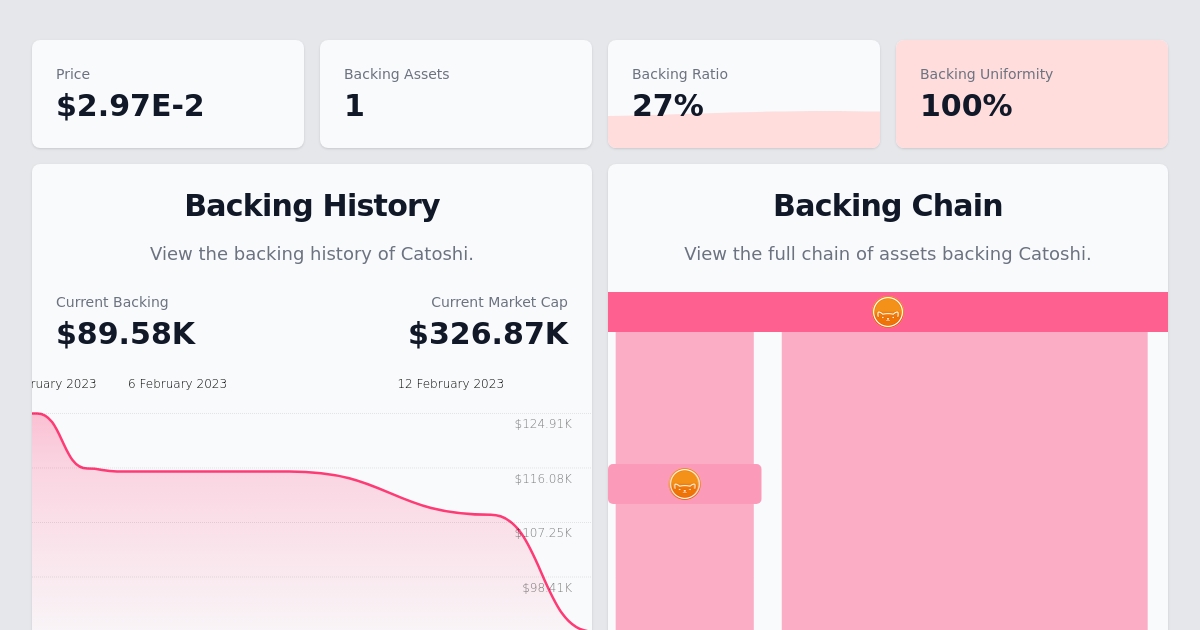 Price
$2.97E-2
Backing Assets
1
Backing Ratio
27%
Backing Uniformity
100%
Backing History
View the backing history of Catoshi.
Current Backing
$89.58K
Current Market Cap
$326.87K
2023
6 February 2023
12 February 2023
$124.91K
$116.08K
$107.25K
$98.41K
Backing Chain
View the full chain of assets backing Catoshi.